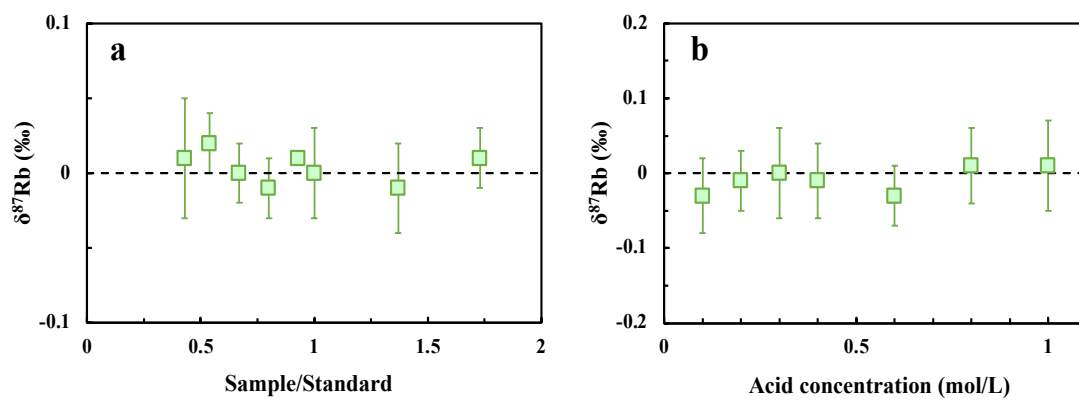 a
0.1
0
-0.1
δ⁸⁷Rb (‰)
0
0.5
1
1.5
2
Sample/Standard
b
0.2
0.1
0
-0.1
-0.2
δ⁸⁷Rb (‰)
0
0.5
1
Acid concentration (mol/L)